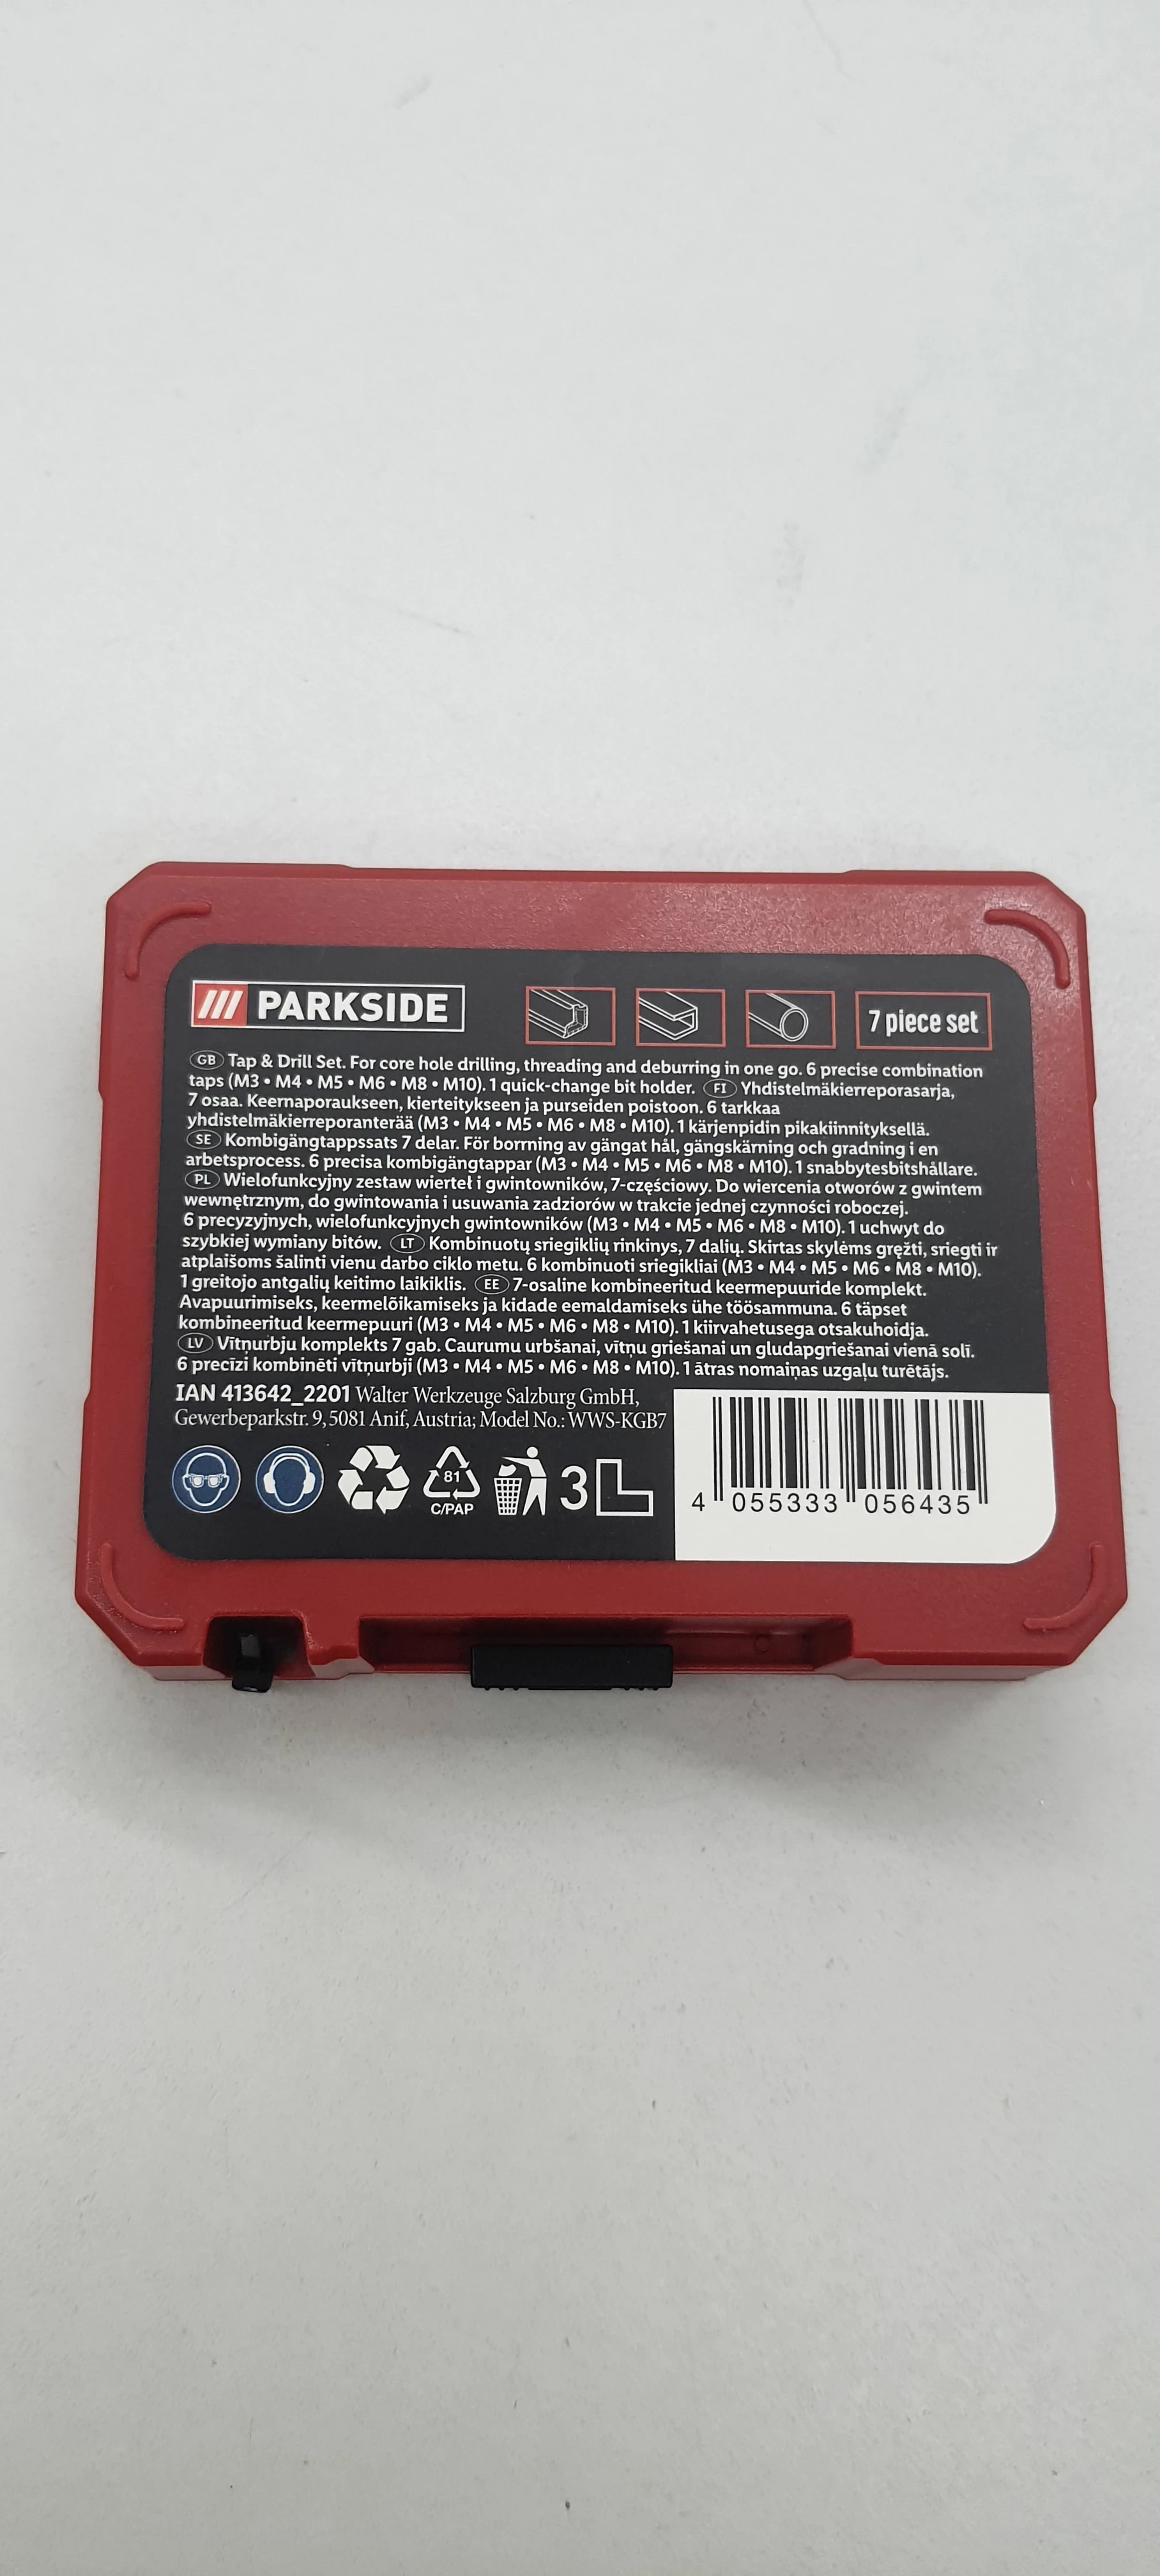 PARKSIDE
7 piece set
GB Tap & Drill Set. For core hole drilling, threading and deburring in one go. 6 precise combination
taps (M3 • M4 • M5 • M6 • M8 • M10). 1 quick-change bit holder. FI Yhdistelmäkierreporasarja,
7 osaa. Keernaporaukseen, kierteitykseen ja purseiden poistoon. 6 tarkkaa
yhdistelmäkierreporanterää (M3 • M4 • M5 • M6 • M8 • M10). 1 kärjenpidin pikakiinnityksellä.
SE Kombigängtappssats 7 delar. För borrning av gängat hål, gängskärning och gradning i en
arbetsprocess. 6 precisa kombigängtappar (M3 • M4 • M5 • M6 • M8 • M10). 1 snabbytesbitshållare.
PL Wielofunkcyjny zestaw wierteł i gwintowników, 7-częściowy. Do wiercenia otworów z gwintem
wewnętrznym, do gwintowania i usuwania zadziorów w trakcie jednej czynności roboczej.
6 precyzyjnych, wielofunkcyjnych gwintowników (M3 • M4 • M5 • M6 • M8 • M10). 1 uchwyt do
szybkiej wymiany bitów. LT Kombinuotų sriegiklių rinkinys, 7 dalių. Skirtas skylėms gręžti, sriegti ir
atplaišoms šalinti vienu darbo ciklo metu. 6 kombinuoti sriegikliai (M3 • M4 • M5 • M6 • M8 • M10).
1 greitojo antgalių keitimo laikiklis. EE 7-osaline kombineeritud keermepuuride komplekt.
Avapuurimiseks, keermelõikamiseks ja kidade eemaldamiseks ühe töösammuna. 6 täpset
kombineeritud keermepuuri (M3 • M4 • M5 • M6 • M8 • M10). 1 kiirvahetusega otsakuhoidja.
LV Vītņurbju komplekts 7 gab. Caurumu urbšanai, vītņu griešanai un gludapgriešanai vienā solī.
6 precīzi kombinēti vītņurbji (M3 • M4 • M5 • M6 • M8 • M10). 1 ātras nomaiņas uzgaļu turētājs.
IAN 413642_2201 Walter Werkzeuge Salzburg GmbH,
Gewerbeparkstr. 9, 5081 Anif, Austria; Model No.: WWS-KGB7
81
C/PAP
3
4 055333 056435